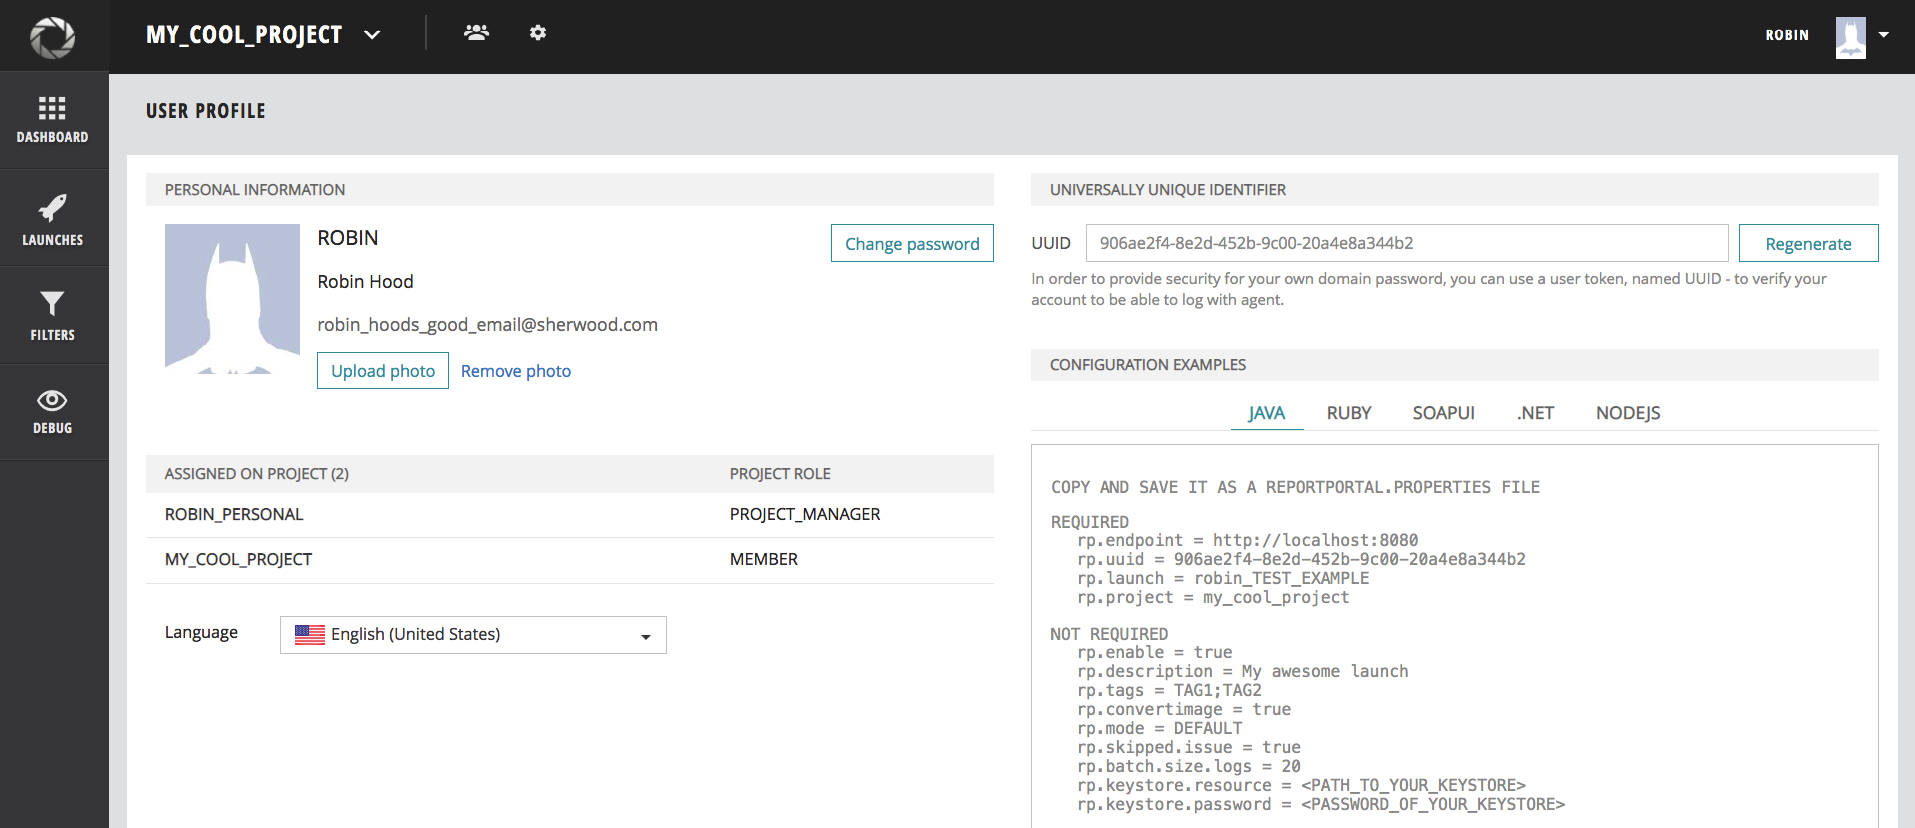 MY_COOL_PROJECT
ROBIN
DASHBOARD
LAUNCHES
FILTERS
DEBUG
USER PROFILE
PERSONAL INFORMATION
ROBIN
Change password
Robin Hood
robin_hoods_good_email@sherwood.com
Upload photo Remove photo
ASSIGNED ON PROJECT (2) PROJECT ROLE
ROBIN_PERSONAL PROJECT_MANAGER
MY_COOL_PROJECT MEMBER
Language English (United States)
UNIVERSALLY UNIQUE IDENTIFIER
UUID 906ae2f4-8e2d-452b-9c00-20a4e8a344b2 Regenerate
In order to provide security for your own domain password, you can use a user token, named UUID - to verify your
account to be able to log with agent.
CONFIGURATION EXAMPLES
JAVA RUBY SOAPUI .NET NODEJS
COPY AND SAVE IT AS A REPORTPORTAL.PROPERTIES FILE
REQUIRED
rp.endpoint = http://localhost:8080
rp.uuid = 906ae2f4-8e2d-452b-9c00-20a4e8a344b2
rp.launch = robin_TEST_EXAMPLE
rp.project = my_cool_project
NOT REQUIRED
rp.enable = true
rp.description = My awesome launch
rp.tags = TAG1;TAG2
rp.convertimage = true
rp.mode = DEFAULT
rp.skipped.issue = true
rp.batch.size.logs = 20
rp.keystore.resource = <PATH_TO_YOUR_KEYSTORE>
rp.keystore.password = <PASSWORD_OF_YOUR_KEYSTORE>